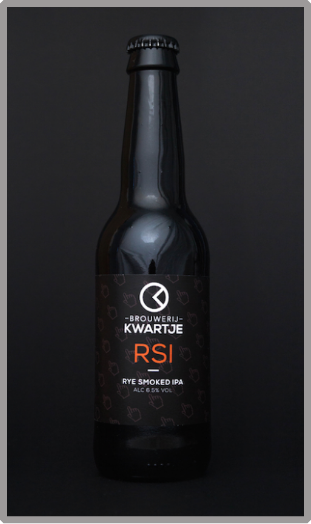 -BROUWERIJ-
KWARTJE
RSI
RYE SMOKED IPA
ALC 6.5% VOL